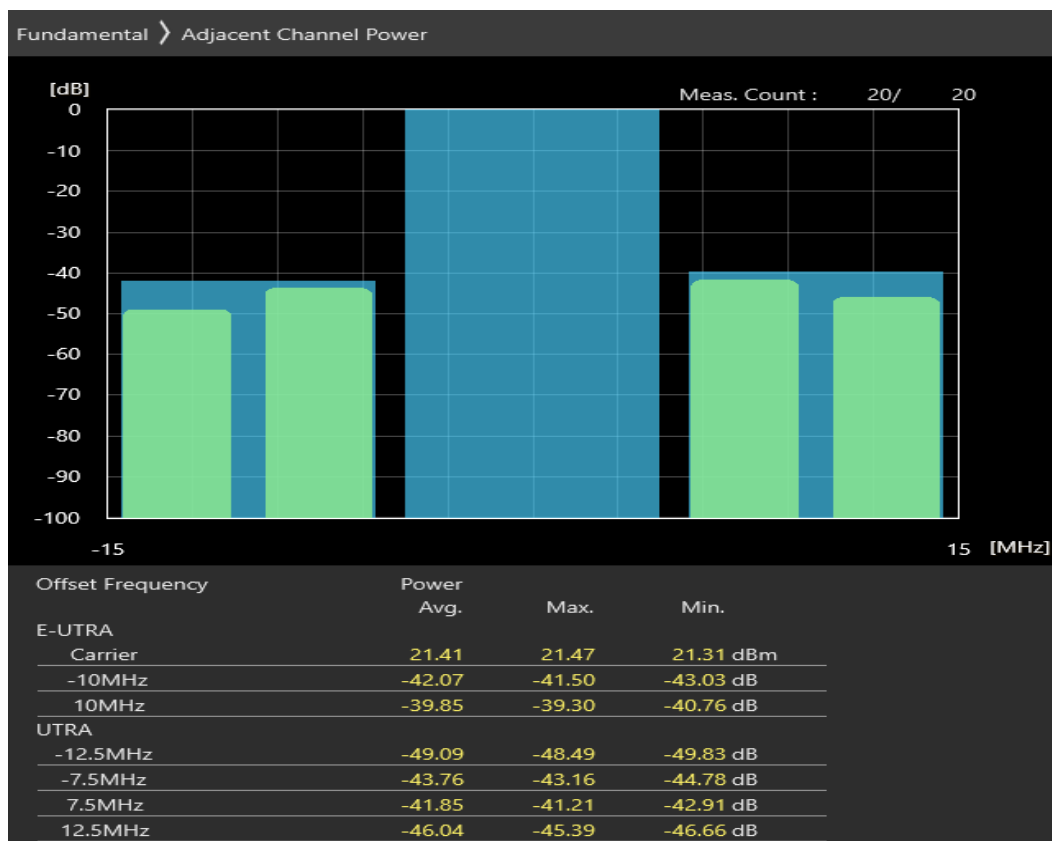 Fundamental 〉 Adjacent Channel Power
[dB]
Meas. Count : 20/ 20
0
-10
-20
-30
-40
-50
-60
-70
-80
-90
-100
-15 15 [MHz]
Offset Frequency Power
Avg. Max. Min.
E-UTRA
Carrier 21.41 21.47 21.31 dBm
-10MHz -42.07 -41.50 -43.03 dB
10MHz -39.85 -39.30 -40.76 dB
UTRA
-12.5MHz -49.09 -48.49 -49.83 dB
-7.5MHz -43.76 -43.16 -44.78 dB
7.5MHz -41.85 -41.21 -42.91 dB
12.5MHz -46.04 -45.39 -46.66 dB